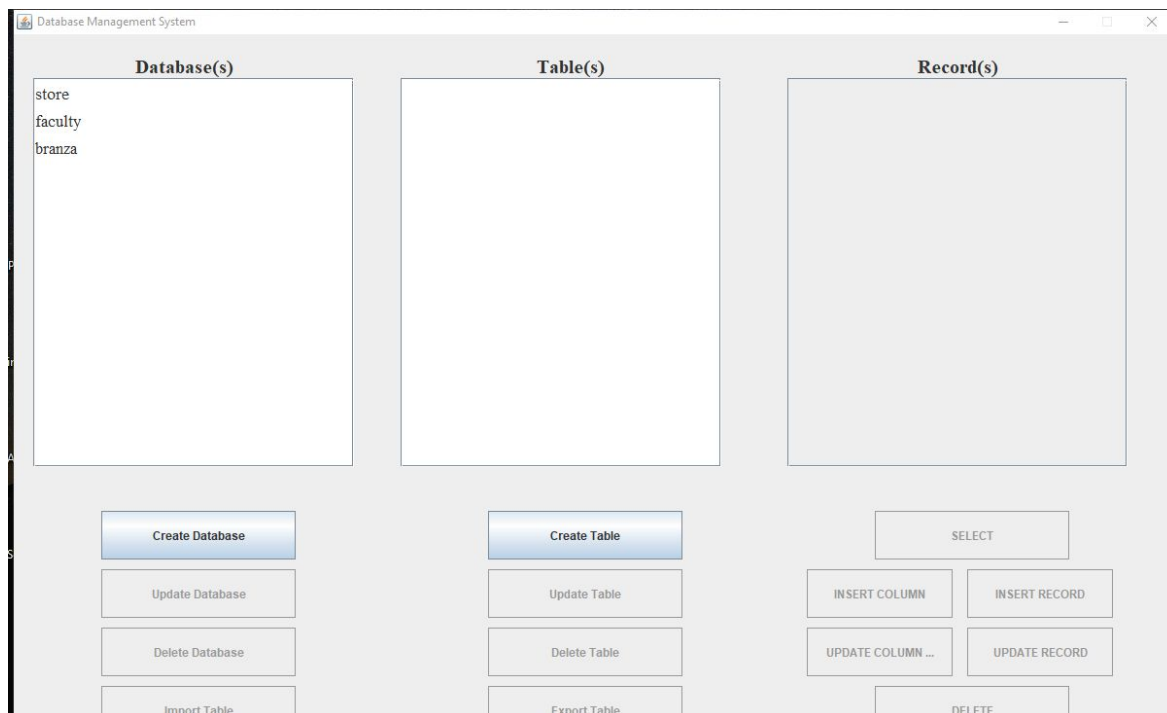 Database Management System
Database(s)
Table(s)
Record(s)
store
faculty
branza
Create Database
Create Table
SELECT
Update Database
Update Table
INSERT COLUMN
INSERT RECORD
Delete Database
Delete Table
UPDATE COLUMN ...
UPDATE RECORD
Import Table
Export Table
DELETE